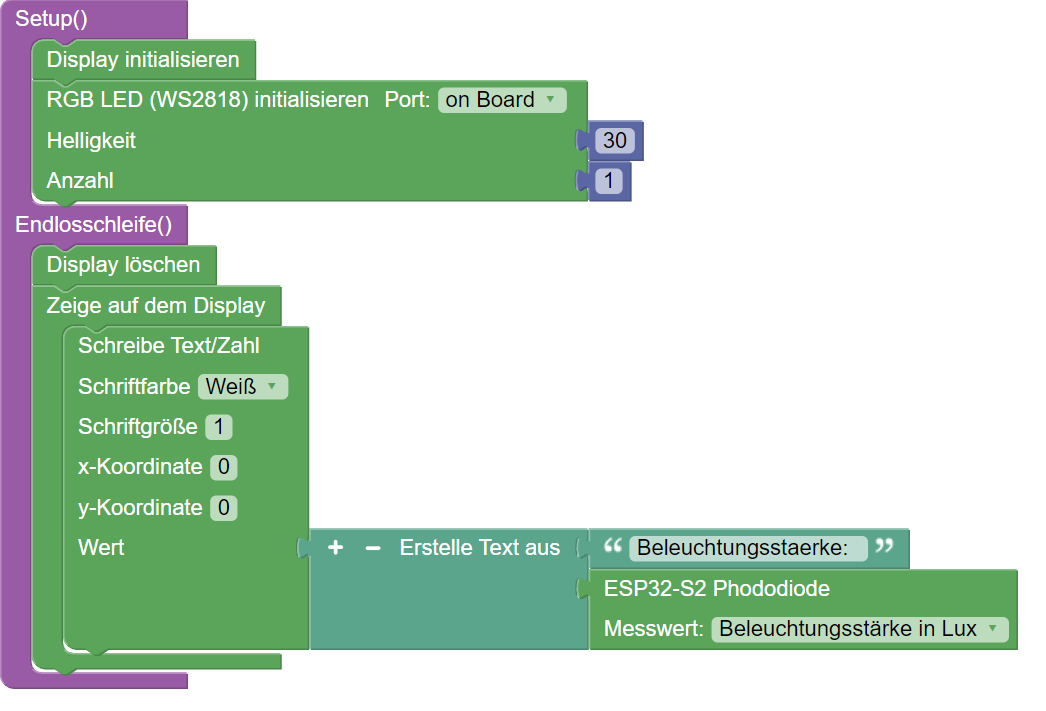 Setup()
Display initialisieren
RGB LED (WS2818) initialisieren Port: on Board
Helligkeit 30
Anzahl 1
Endlosschleife()
Display löschen
Zeige auf dem Display
Schreibe Text/Zahl
Schriftfarbe Weiß
Schriftgröße 1
x-Koordinate 0
y-Koordinate 0
Wert + – Erstelle Text aus “ Beleuchtungsstaerke: ”
ESP32-S2 Phododiode
Messwert: Beleuchtungsstärke in Lux